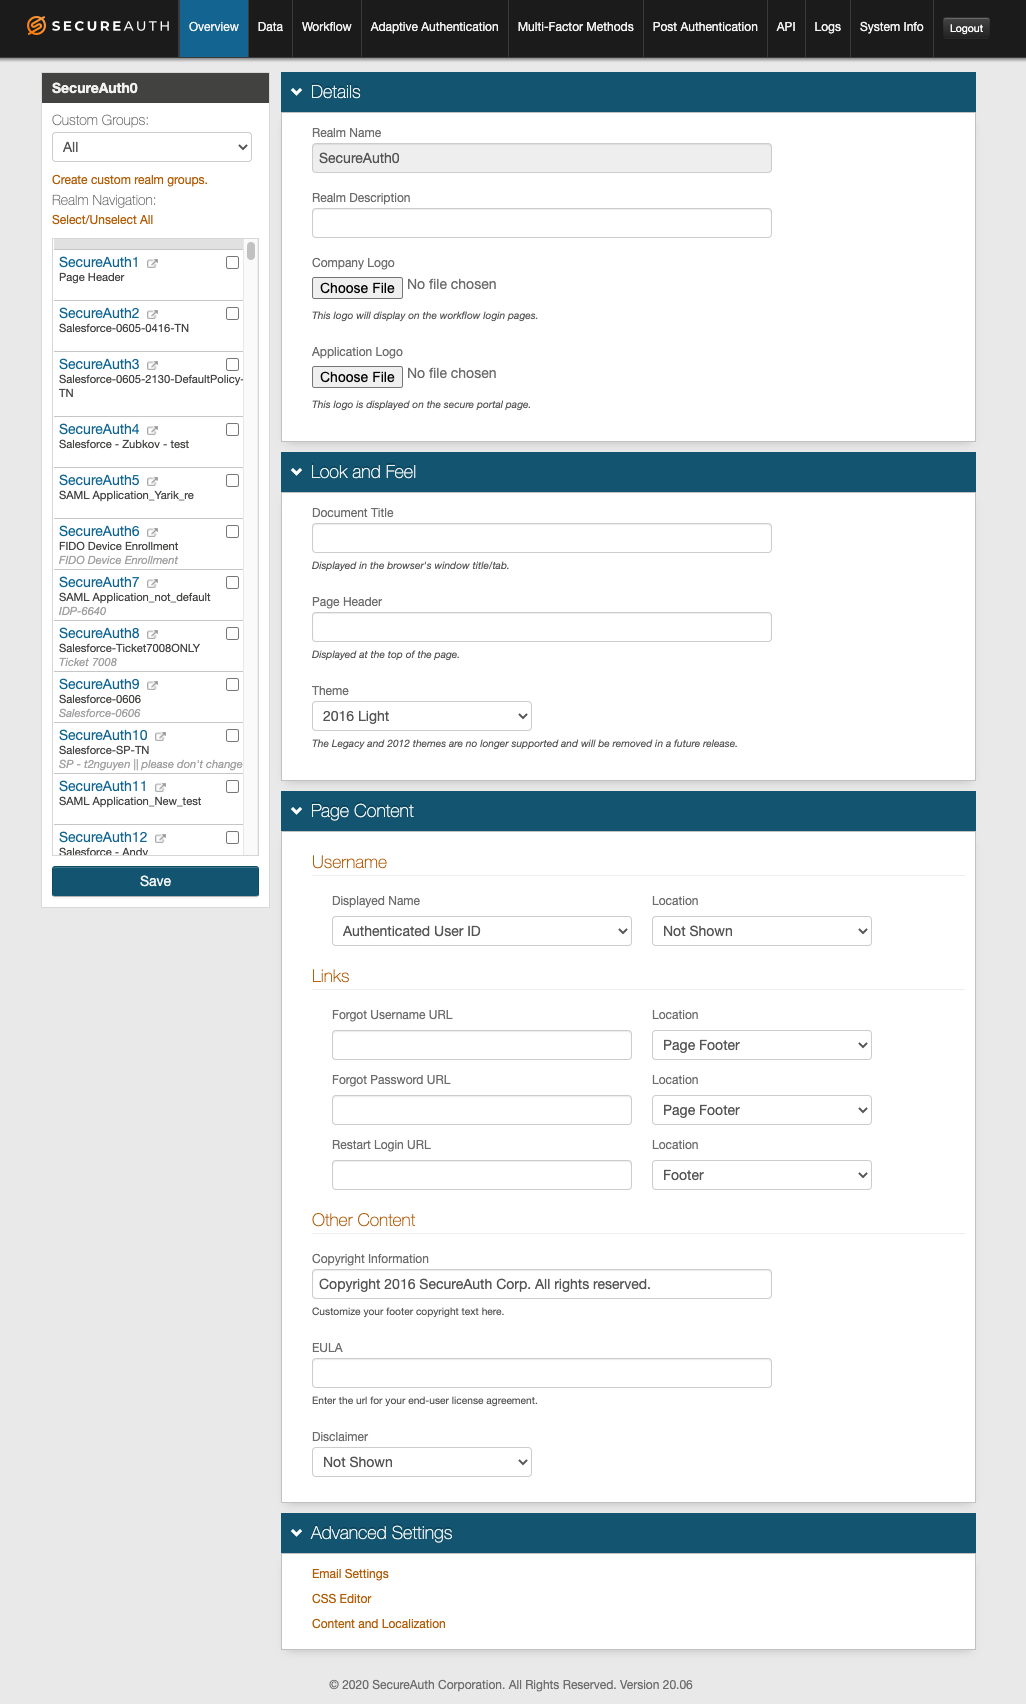 SECUREAUTH
Overview
Data
Workflow
Adaptive Authentication
Multi-Factor Methods
Post Authentication
API
Logs
System Info
Logout
SecureAuth0
Custom Groups:
All
Create custom realm groups.
Realm Navigation:
Select/Unselect All
SecureAuth1
Page Header
SecureAuth2
Salesforce-0605-0416-TN
SecureAuth3
Salesforce-0605-2130-DefaultPolicy-
TN
SecureAuth4
Salesforce - Zubkov - test
SecureAuth5
SAML Application_Yarik_re
SecureAuth6
FIDO Device Enrollment
FIDO Device Enrollment
SecureAuth7
SAML Application_not_default
IDP-6640
SecureAuth8
Salesforce-Ticket7008ONLY
Ticket 7008
SecureAuth9
Salesforce-0606
Salesforce-0606
SecureAuth10
Salesforce-SP-TN
SP - t2nguyen || please don't change
SecureAuth11
SAML Application_New_test
SecureAuth12
Salesforce - Andy
Save
Details
Realm Name
SecureAuth0
Realm Description
Company Logo
Choose File No file chosen
This logo will display on the workflow login pages.
Application Logo
Choose File No file chosen
This logo is displayed on the secure portal page.
Look and Feel
Document Title
Displayed in the browser's window title/tab.
Page Header
Displayed at the top of the page.
Theme
2016 Light
The Legacy and 2012 themes are no longer supported and will be removed in a future release.
Page Content
Username
Displayed Name Location
Authenticated User ID Not Shown
Links
Forgot Username URL Location
Page Footer
Forgot Password URL Location
Page Footer
Restart Login URL Location
Footer
Other Content
Copyright Information
Copyright 2016 SecureAuth Corp. All rights reserved.
Customize your footer copyright text here.
EULA
Enter the url for your end-user license agreement.
Disclaimer
Not Shown
Advanced Settings
Email Settings
CSS Editor
Content and Localization
© 2020 SecureAuth Corporation. All Rights Reserved. Version 20.06